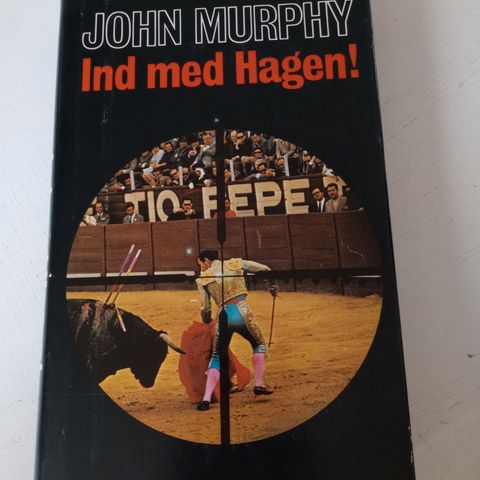 JOHN MURPHY
Ind med Hagen!
TIO PEPE